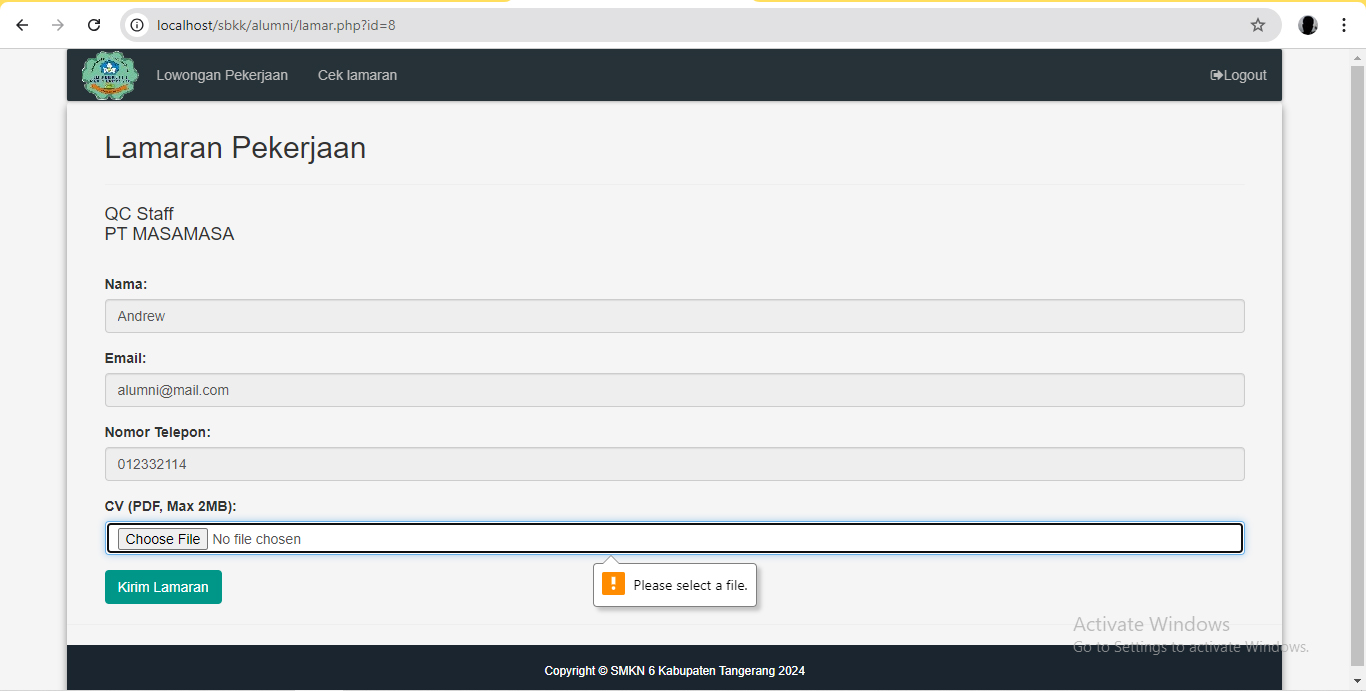 localhost/sbkk/alumni/lamar.php?id=8
Lowongan Pekerjaan
Cek lamaran
Logout
Lamaran Pekerjaan
QC Staff
PT MASAMASA
Nama:
Andrew
Email:
alumni@mail.com
Nomor Telepon:
012332114
CV (PDF, Max 2MB):
Choose File No file chosen
Please select a file.
Kirim Lamaran
Activate Windows
Go to Settings to activate Windows.
Copyright © SMKN 6 Kabupaten Tangerang 2024